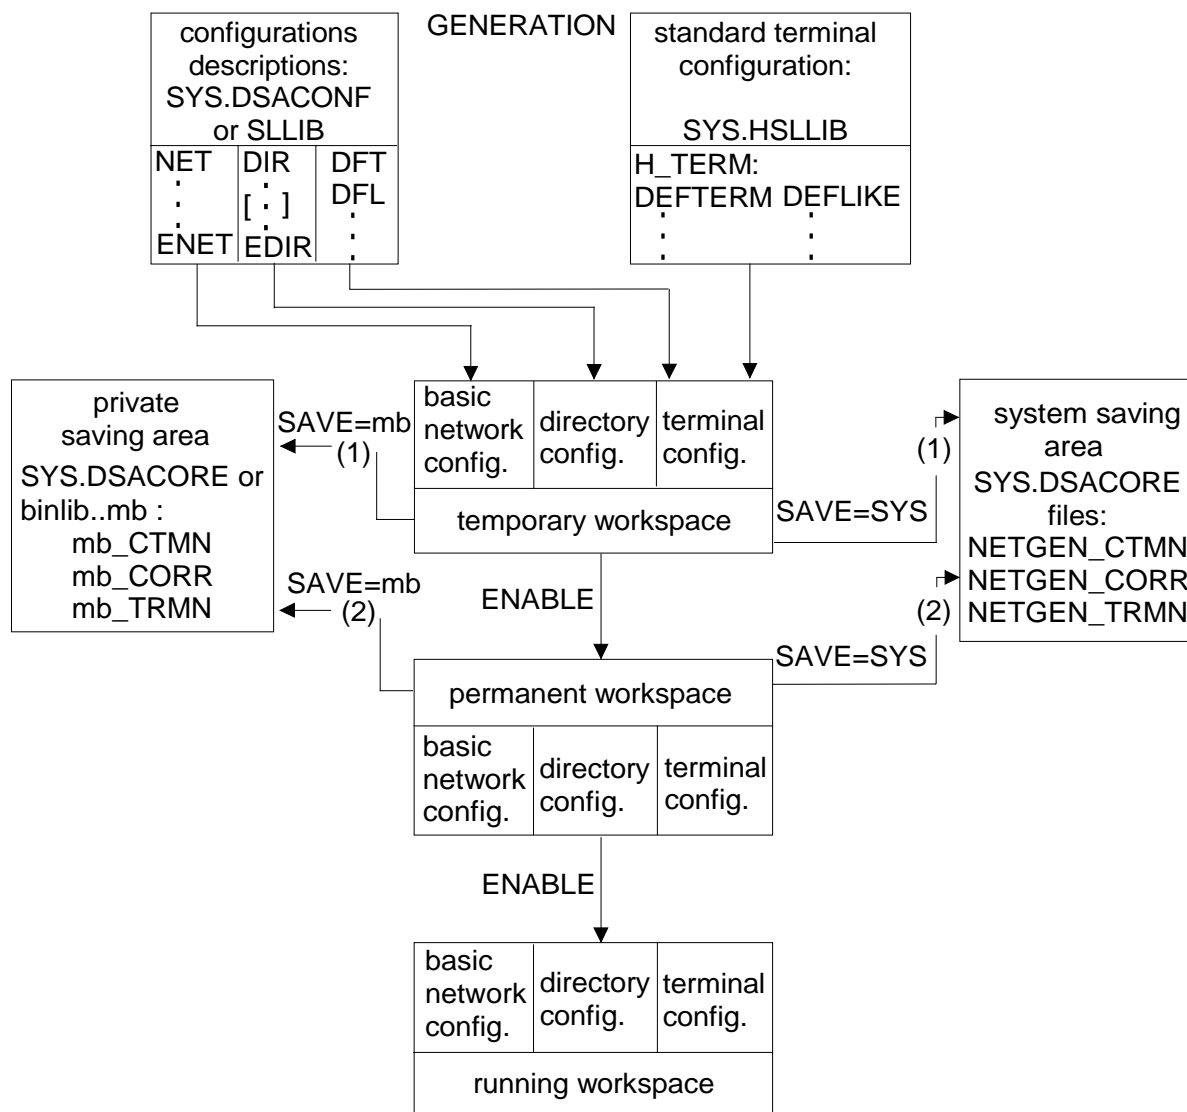 GENERATION
configurations
descriptions:
SYS.DSACONF
or SLLIB
NET
ENET
DIR
[ ]
EDIR
DFT
DFL
standard terminal
configuration:
SYS.HSLLIB
H_TERM:
DEFTERM DEFLIKE
private
saving area
SYS.DSACORE or
binlib..mb :
mb_CTMN
mb_CORR
mb_TRMN
SAVE=mb
(1)
SAVE=mb
(2)
basic
network
config.
directory
config.
terminal
config.
temporary workspace
SAVE=SYS
(1)
system saving
area
SYS.DSACORE
files:
NETGEN_CTMN
NETGEN_CORR
NETGEN_TRMN
ENABLE
SAVE=SYS
(2)
permanent workspace
basic
network
config.
directory
config.
terminal
config.
ENABLE
basic
network
config.
directory
config.
terminal
config.
running workspace